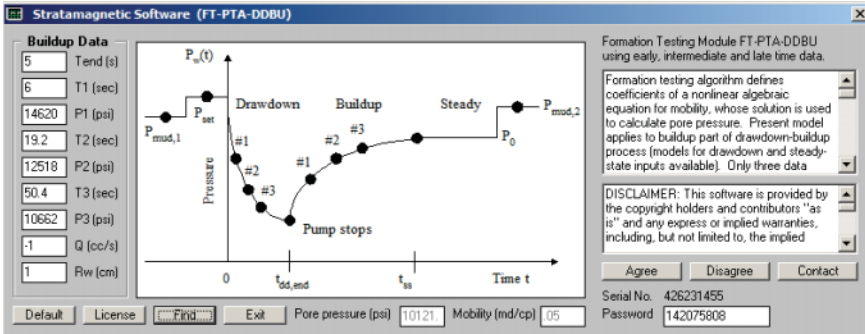 Stratamagnetic Software (FT-PTA-DDBU)
Buildup Data
5 Tend (s)
6 T1 (sec)
14620 P1 (psi)
19.2 T2 (sec)
12518 P2 (psi)
50.4 T3 (sec)
10662 P3 (psi)
-1 Q (cc/s)
1 Rw (cm)
Pw(t)
Drawdown
Buildup
Steady
Pmud,1
Pset
Pmud,2
P0
#1
#2
#3
#1
#2
#3
Pressure
Pump stops
0
tdd,end
tss
Time t
Formation Testing Module FT-PTA-DDBU
using early, intermediate and late time data.
Formation testing algorithm defines
coefficients of a nonlinear algebraic
equation for mobility, whose solution is used
to calculate pore pressure. Present model
applies to buildup part of drawdown-buildup
process (models for drawdown and steady-
state inputs available). Only three data
DISCLAIMER: This software is provided by
the copyright holders and contributors "as
is" and any express or implied warranties,
including, but not limited to, the implied
Agree Disagree Contact
Serial No. 426231455
Password 142075808
Default License Find Exit Pore pressure (psi) 10121. Mobility (md/cp) .05